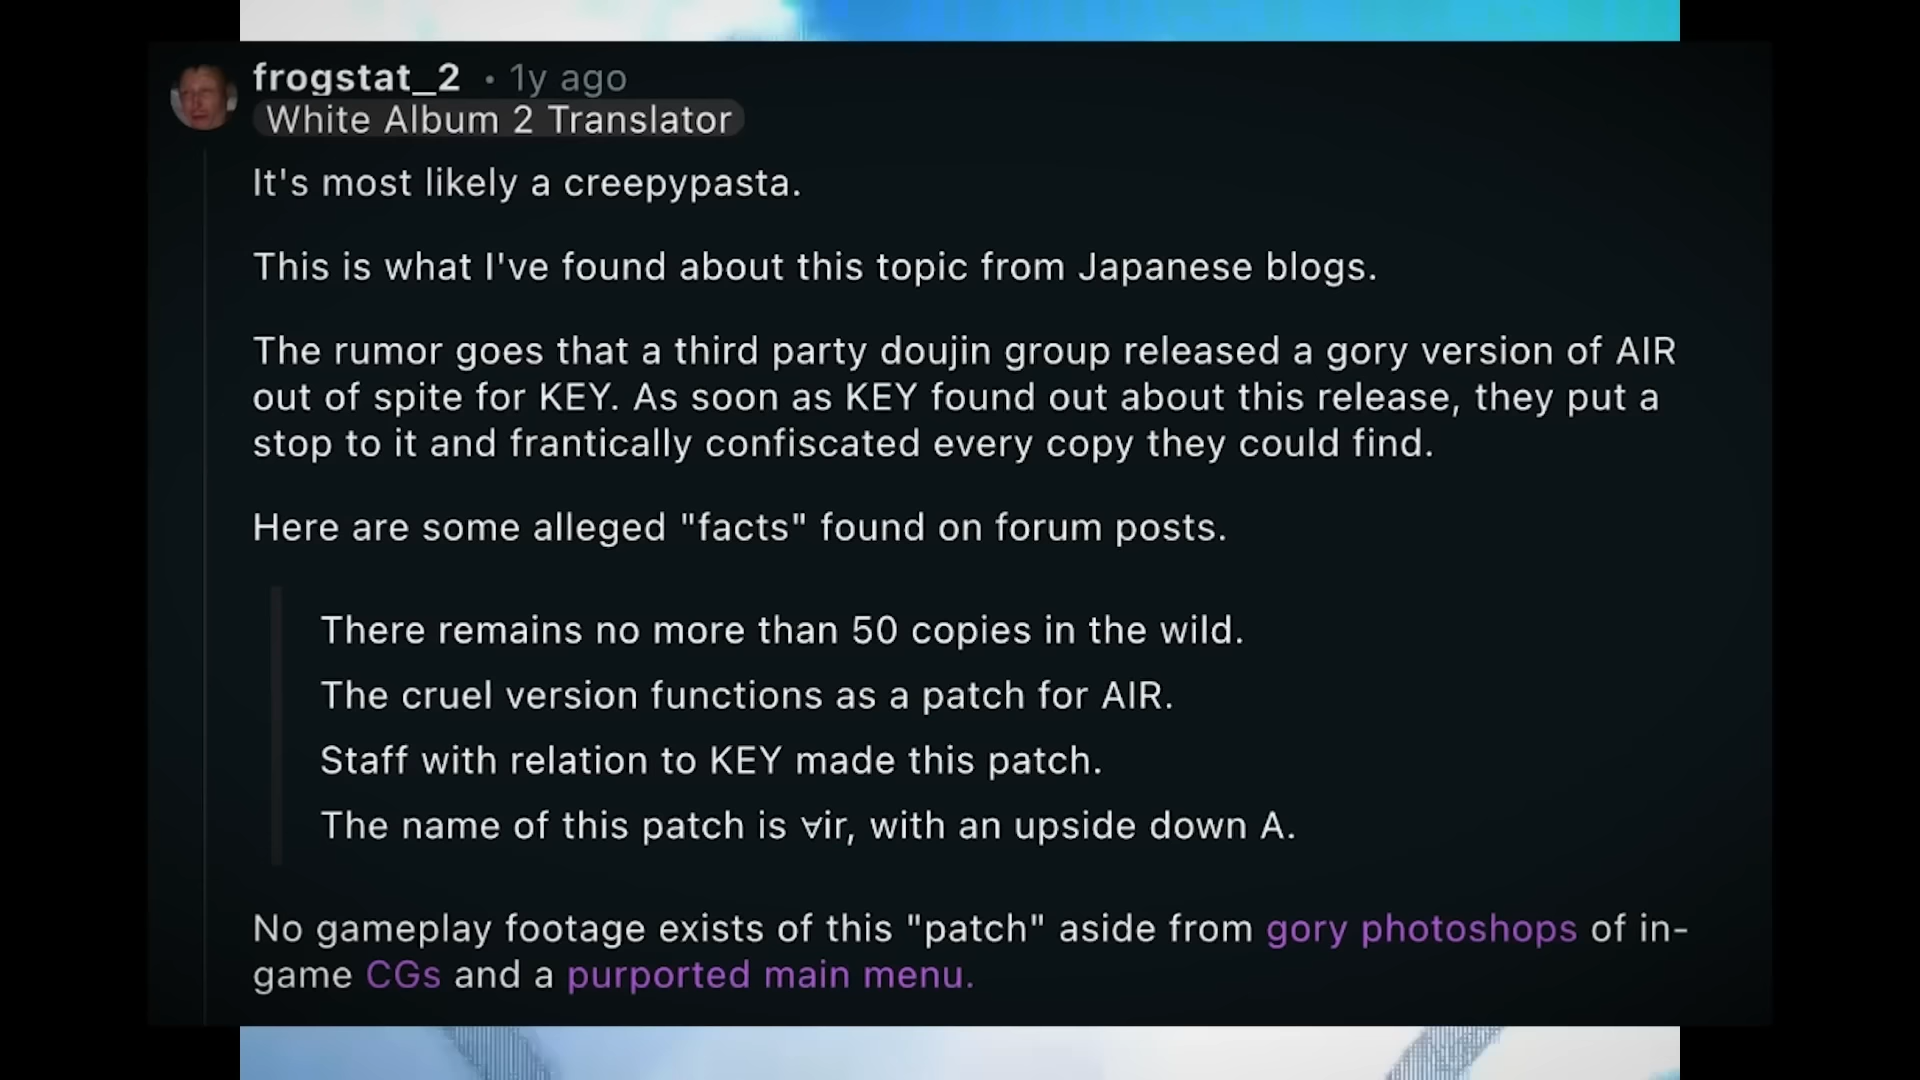 frogstat_2 • 1y ago
White Album 2 Translator
It's most likely a creepypasta.
This is what I've found about this topic from Japanese blogs.
The rumor goes that a third party doujin group released a gory version of AIR
out of spite for KEY. As soon as KEY found out about this release, they put a
stop to it and frantically confiscated every copy they could find.
Here are some alleged "facts" found on forum posts.
There remains no more than 50 copies in the wild.
The cruel version functions as a patch for AIR.
Staff with relation to KEY made this patch.
The name of this patch is ∀ir, with an upside down A.
No gameplay footage exists of this "patch" aside from gory photoshops of in-
game CGs and a purported main menu.